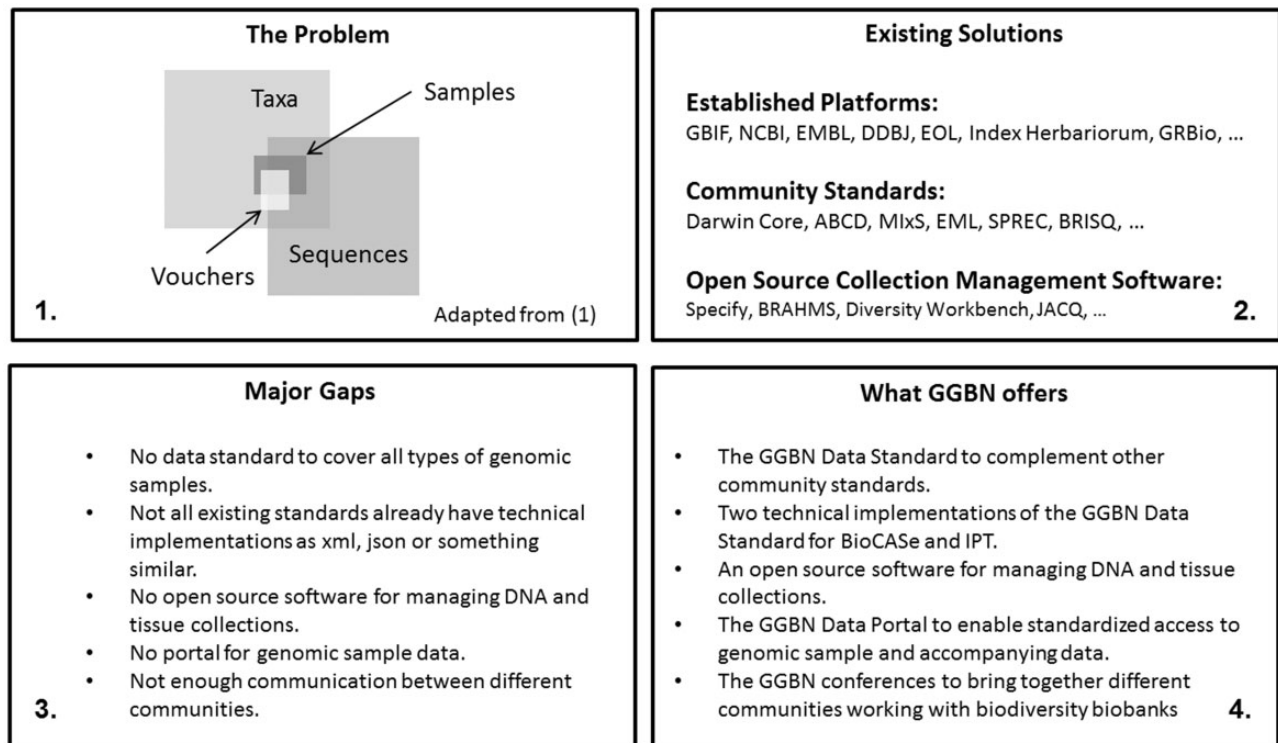 The Problem
Taxa
Samples
Sequences
Vouchers
1.
Adapted from (1)
Existing Solutions
Established Platforms:
GBIF, NCBI, EMBL, DDBJ, EOL, Index Herbariorum, GRBio, ...
Community Standards:
Darwin Core, ABCD, MIxS, EML, SPREC, BRISQ, ...
Open Source Collection Management Software:
Specify, BRAHMS, Diversity Workbench, JACQ, ...
2.
Major Gaps
• No data standard to cover all types of genomic
samples.
• Not all existing standards already have technical
implementations as xml, json or something
similar.
• No open source software for managing DNA and
tissue collections.
• No portal for genomic sample data.
• Not enough communication between different
communities.
3.
What GGBN offers
• The GGBN Data Standard to complement other
community standards.
• Two technical implementations of the GGBN Data
Standard for BioCASe and IPT.
• An open source software for managing DNA and tissue
collections.
• The GGBN Data Portal to enable standardized access to
genomic sample and accompanying data.
• The GGBN conferences to bring together different
communities working with biodiversity biobanks
4.